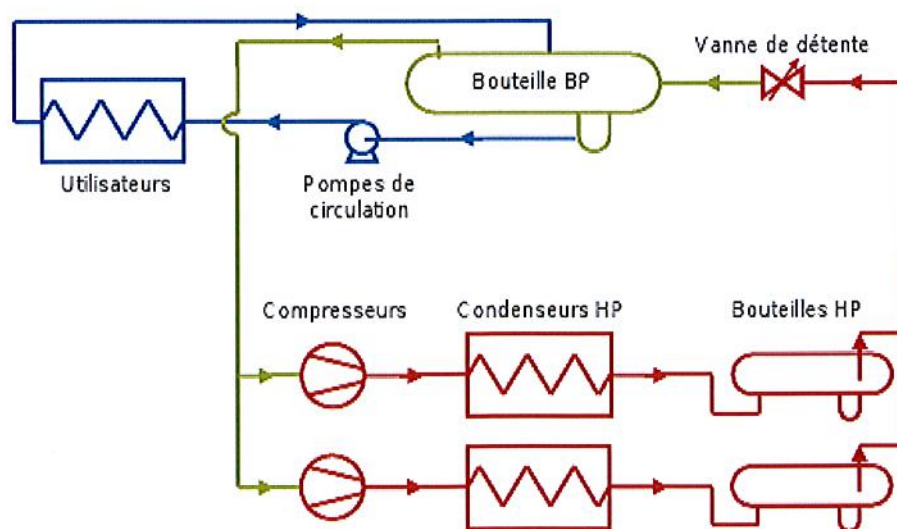 Vanne de détente
Bouteille BP
Utilisateurs
Pompes de
circulation
Compresseurs
Condenseurs HP
Bouteilles HP